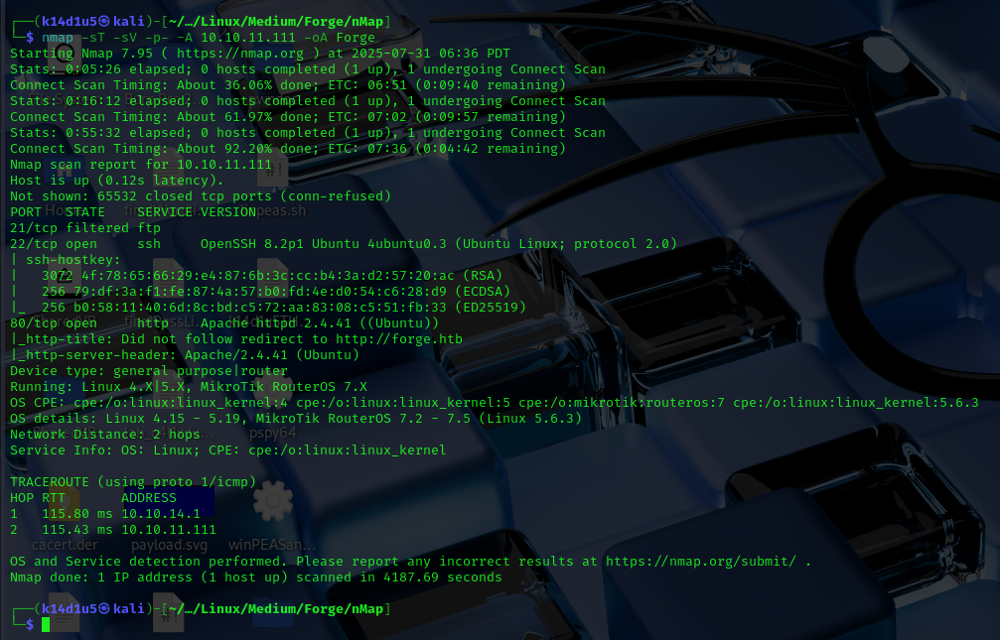 ┌──(k14d1u5㉿kali)-[~/…/Linux/Medium/Forge/nMap]
└─$ nmap -sT -sV -p- -A 10.10.11.111 -oA Forge
Starting Nmap 7.95 ( https://nmap.org ) at 2025-07-31 06:36 PDT
Stats: 0:05:26 elapsed; 0 hosts completed (1 up), 1 undergoing Connect Scan
Connect Scan Timing: About 36.06% done; ETC: 06:51 (0:09:40 remaining)
Stats: 0:16:12 elapsed; 0 hosts completed (1 up), 1 undergoing Connect Scan
Connect Scan Timing: About 61.97% done; ETC: 07:02 (0:09:57 remaining)
Stats: 0:55:32 elapsed; 0 hosts completed (1 up), 1 undergoing Connect Scan
Connect Scan Timing: About 92.20% done; ETC: 07:36 (0:04:42 remaining)
Nmap scan report for 10.10.11.111
Host is up (0.12s latency).
Not shown: 65532 closed tcp ports (conn-refused)
PORT   STATE    SERVICE VERSION
21/tcp filtered ftp
22/tcp open     ssh     OpenSSH 8.2p1 Ubuntu 4ubuntu0.3 (Ubuntu Linux; protocol 2.0)
| ssh-hostkey:
|   3072 4f:78:65:66:29:e4:87:6b:3c:cc:b4:3a:d2:57:20:ac (RSA)
|   256 79:df:3a:f1:fe:87:4a:57:b0:fd:4e:d0:54:c6:28:d9 (ECDSA)
|_  256 b0:58:11:40:6d:8c:bd:c5:72:aa:83:08:c5:51:fb:33 (ED25519)
80/tcp open     http    Apache httpd 2.4.41 ((Ubuntu))
|_http-title: Did not follow redirect to http://forge.htb
|_http-server-header: Apache/2.4.41 (Ubuntu)
Device type: general purpose|router
Running: Linux 4.X|5.X, MikroTik RouterOS 7.X
OS CPE: cpe:/o:linux:linux_kernel:4 cpe:/o:linux:linux_kernel:5 cpe:/o:mikrotik:routeros:7 cpe:/o:linux:linux_kernel:5.6.3
OS details: Linux 4.15 - 5.19, MikroTik RouterOS 7.2 - 7.5 (Linux 5.6.3)
pspy64
Network Distance: 2 hops
Service Info: OS: Linux; CPE: cpe:/o:linux:linux_kernel
TRACEROUTE (using proto 1/icmp)
HOP RTT       ADDRESS
1   115.80 ms 10.10.14.1
2   115.43 ms 10.10.11.111
cacert.der payload.svg winPEASan…
OS and Service detection performed. Please report any incorrect results at https://nmap.org/submit/ .
Nmap done: 1 IP address (1 host up) scanned in 4187.69 seconds
┌──(k14d1u5㉿kali)-[~/…/Linux/Medium/Forge/nMap]
└─$